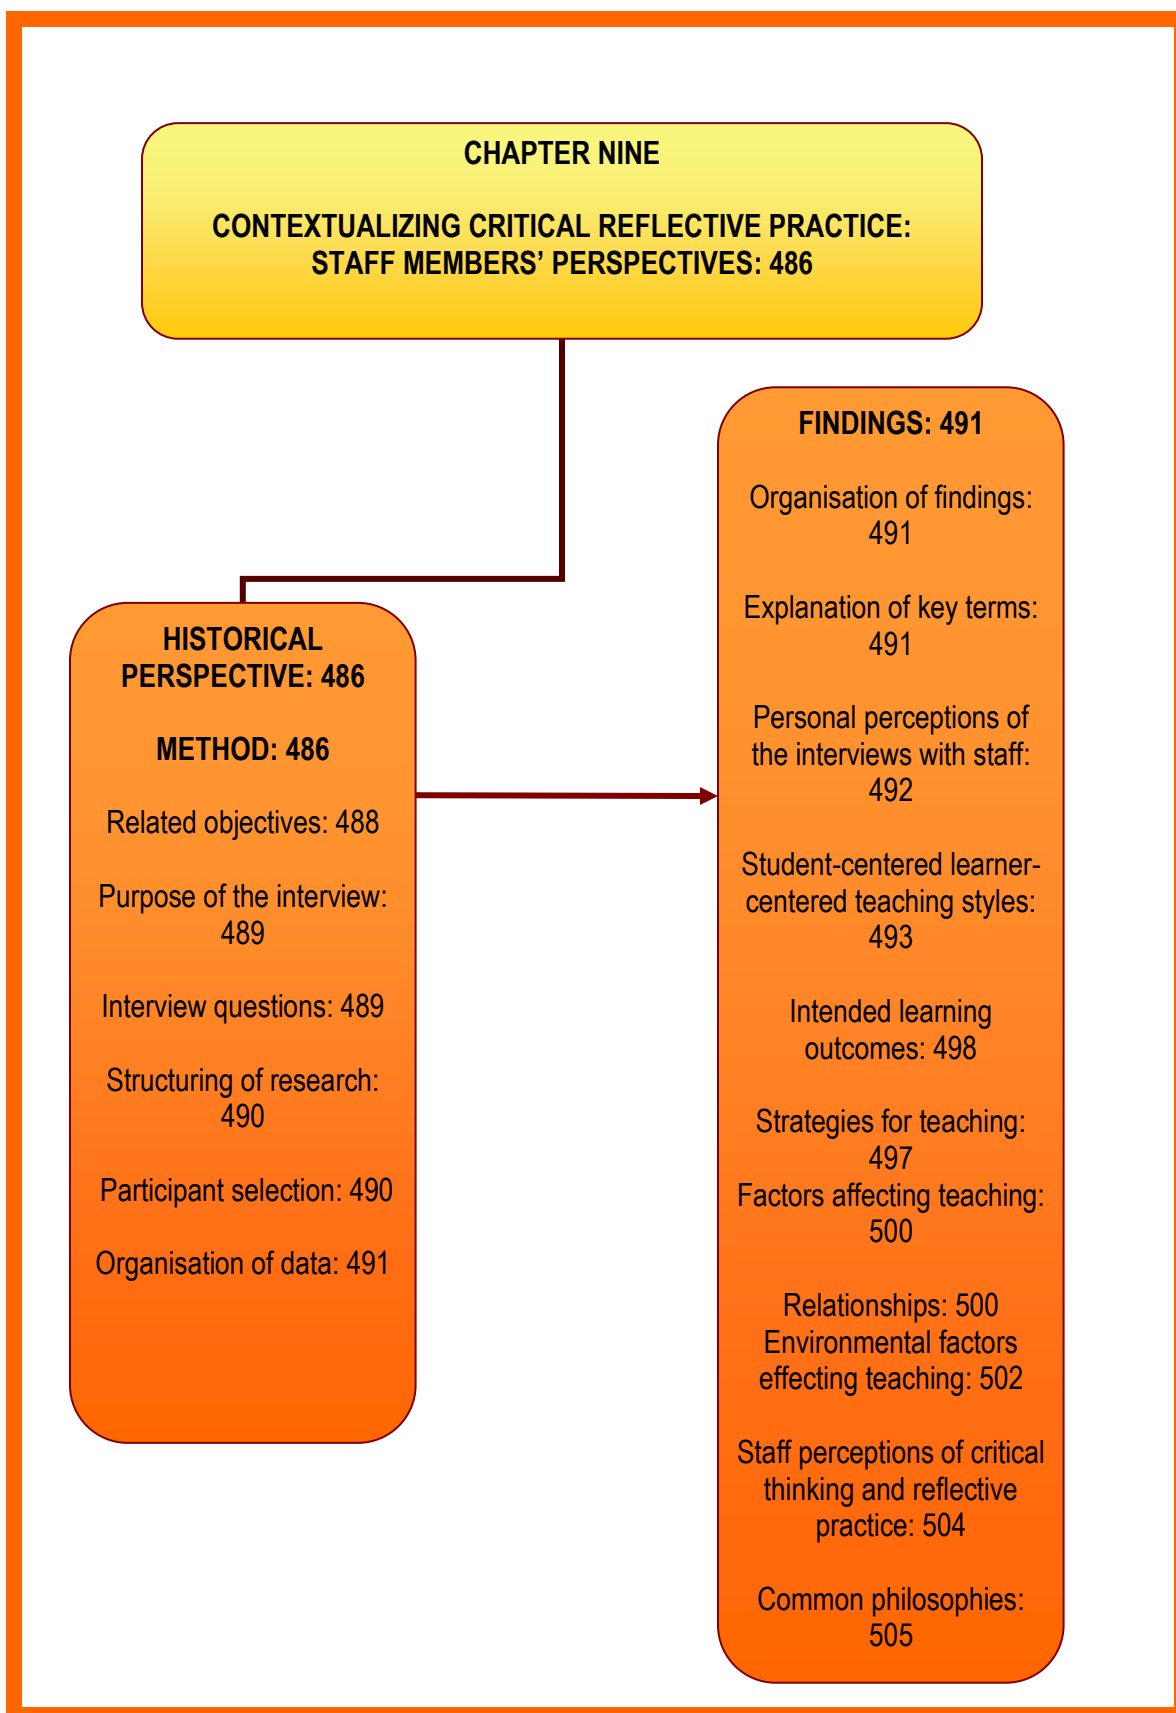 CHAPTER NINE
CONTEXTUALIZING CRITICAL REFLECTIVE PRACTICE:
STAFF MEMBERS’ PERSPECTIVES: 486
HISTORICAL
PERSPECTIVE: 486
METHOD: 486
Related objectives: 488
Purpose of the interview:
489
Interview questions: 489
Structuring of research:
490
Participant selection: 490
Organisation of data: 491
FINDINGS: 491
Organisation of findings:
491
Explanation of key terms:
491
Personal perceptions of
the interviews with staff:
492
Student-centered learner-
centered teaching styles:
493
Intended learning
outcomes: 498
Strategies for teaching:
497
Factors affecting teaching:
500
Relationships: 500
Environmental factors
effecting teaching: 502
Staff perceptions of critical
thinking and reflective
practice: 504
Common philosophies:
505